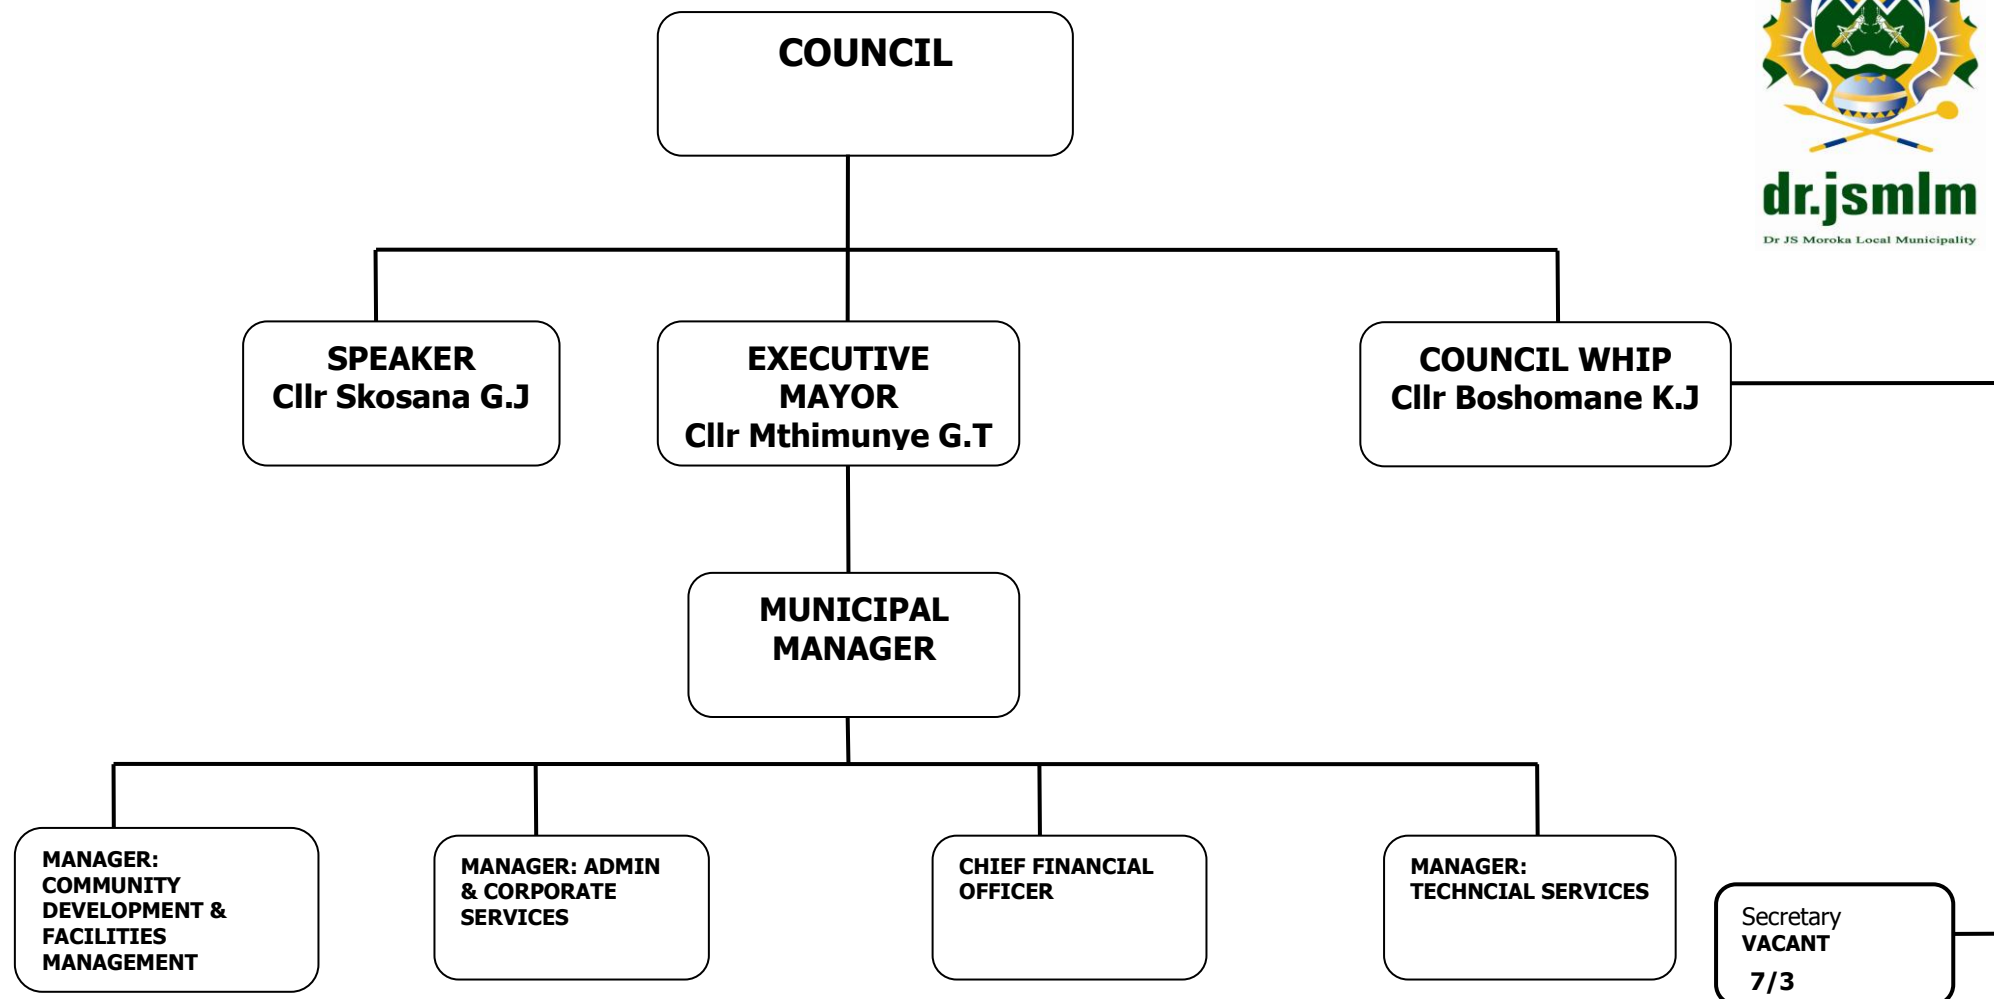 COUNCIL
dr.jsmlm
Dr JS Moroka Local Municipality
SPEAKER
Cllr Skosana G.J
EXECUTIVE
MAYOR
Cllr Mthimunye G.T
COUNCIL WHIP
Cllr Boshomane K.J
MUNICIPAL
MANAGER
MANAGER:
COMMUNITY
DEVELOPMENT &
FACILITIES
MANAGEMENT
MANAGER: ADMIN
& CORPORATE
SERVICES
CHIEF FINANCIAL
OFFICER
MANAGER:
TECHNCIAL SERVICES
Secretary
VACANT
7/3